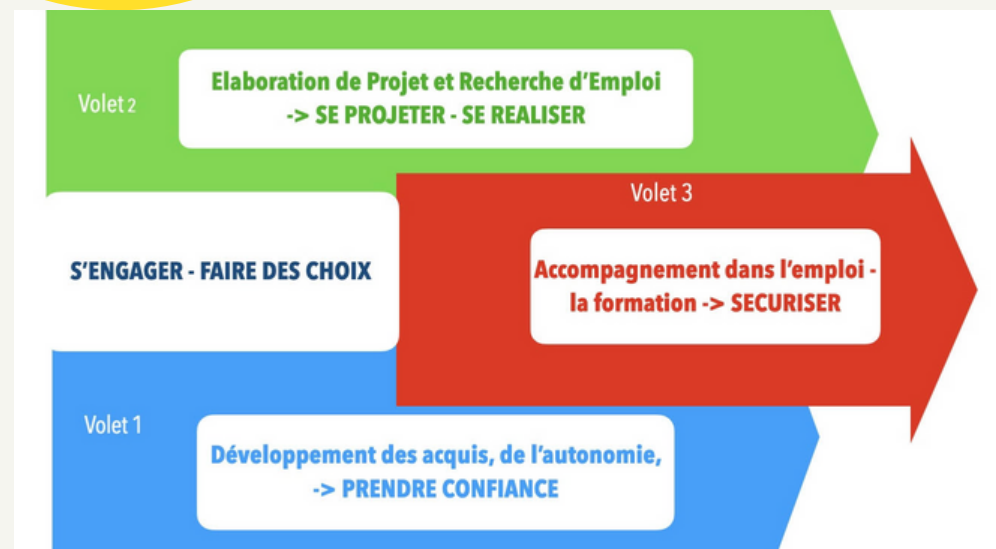 Volet 2
Elaboration de Projet et Recherche d’Emploi
-> SE PROJETER - SE REALISER
Volet 3
S’ENGAGER - FAIRE DES CHOIX
Accompagnement dans l’emploi -
la formation -> SECURISER
Volet 1
Développement des acquis, de l’autonomie,
-> PRENDRE CONFIANCE